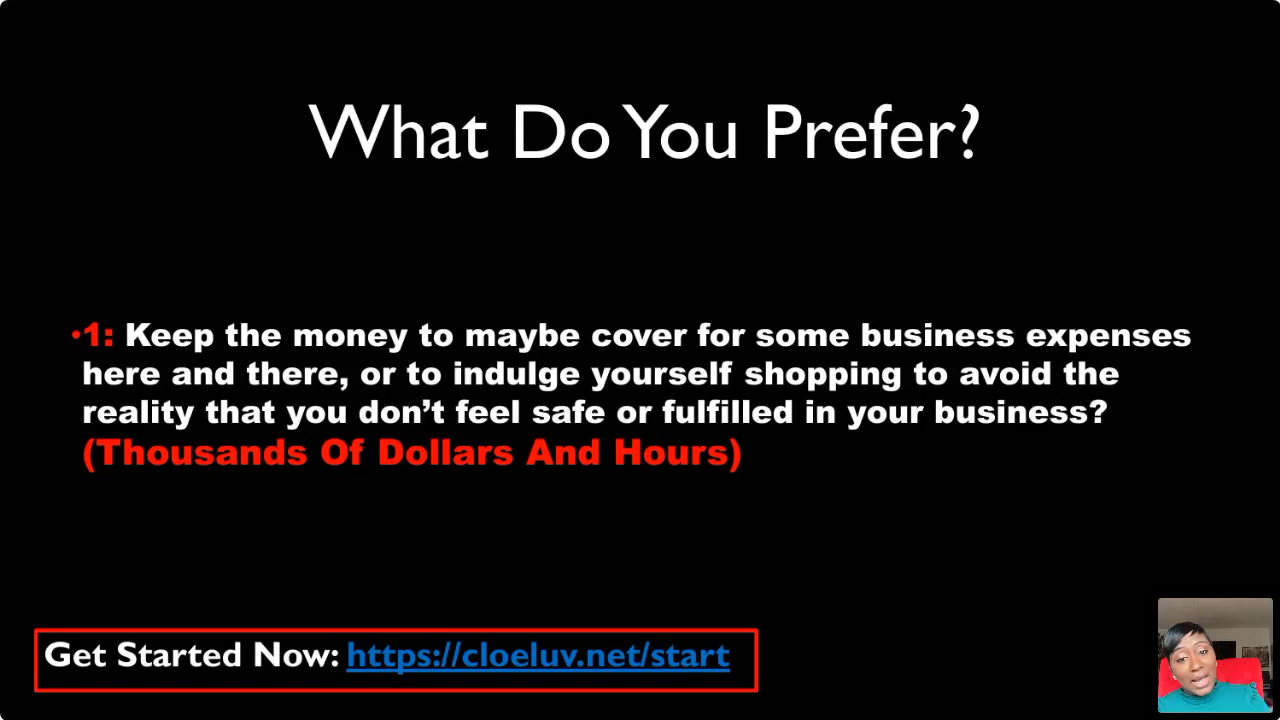 What Do You Prefer?
•1: Keep the money to maybe cover for some business expenses
here and there, or to indulge yourself shopping to avoid the
reality that you don’t feel safe or fulfilled in your business?
(Thousands Of Dollars And Hours)
Get Started Now: https://cloeluv.net/start